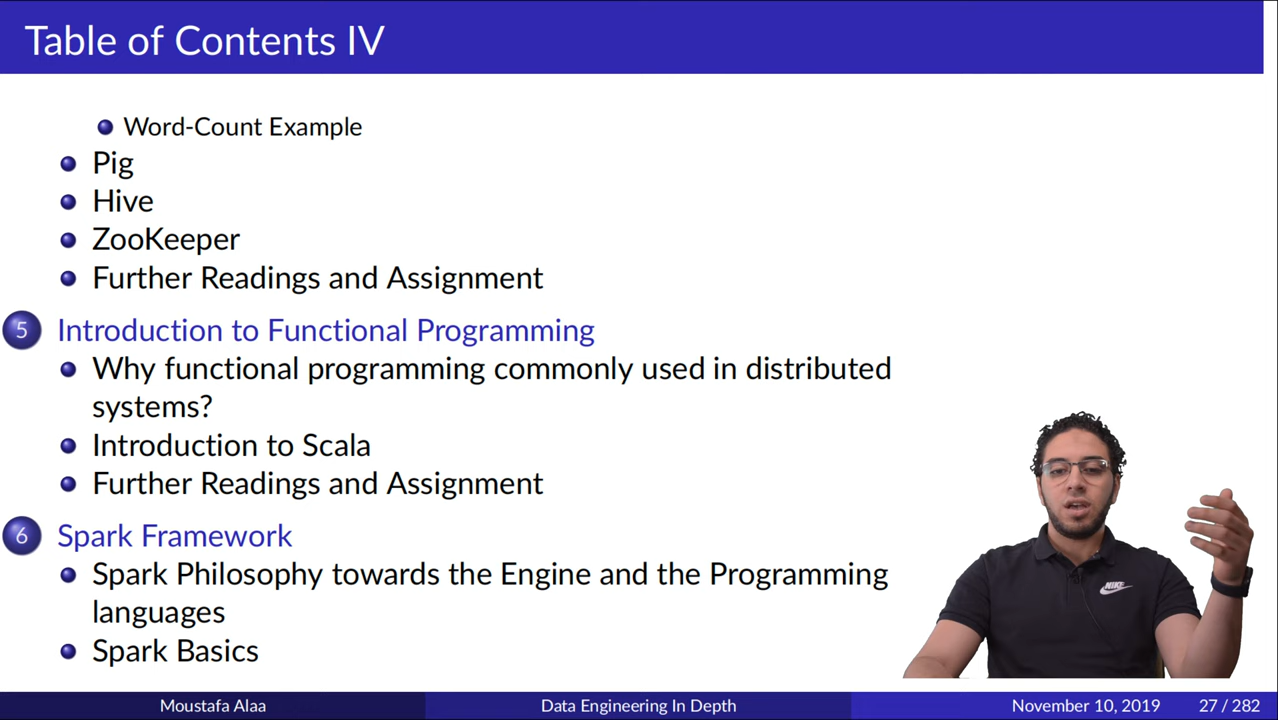 Table of Contents IV
Word-Count Example
Pig
Hive
ZooKeeper
Further Readings and Assignment
5 Introduction to Functional Programming
Why functional programming commonly used in distributed
systems?
Introduction to Scala
Further Readings and Assignment
6 Spark Framework
Spark Philosophy towards the Engine and the Programming
languages
Spark Basics
NIKE
Moustafa Alaa
Data Engineering In Depth
November 10, 2019
27 / 282